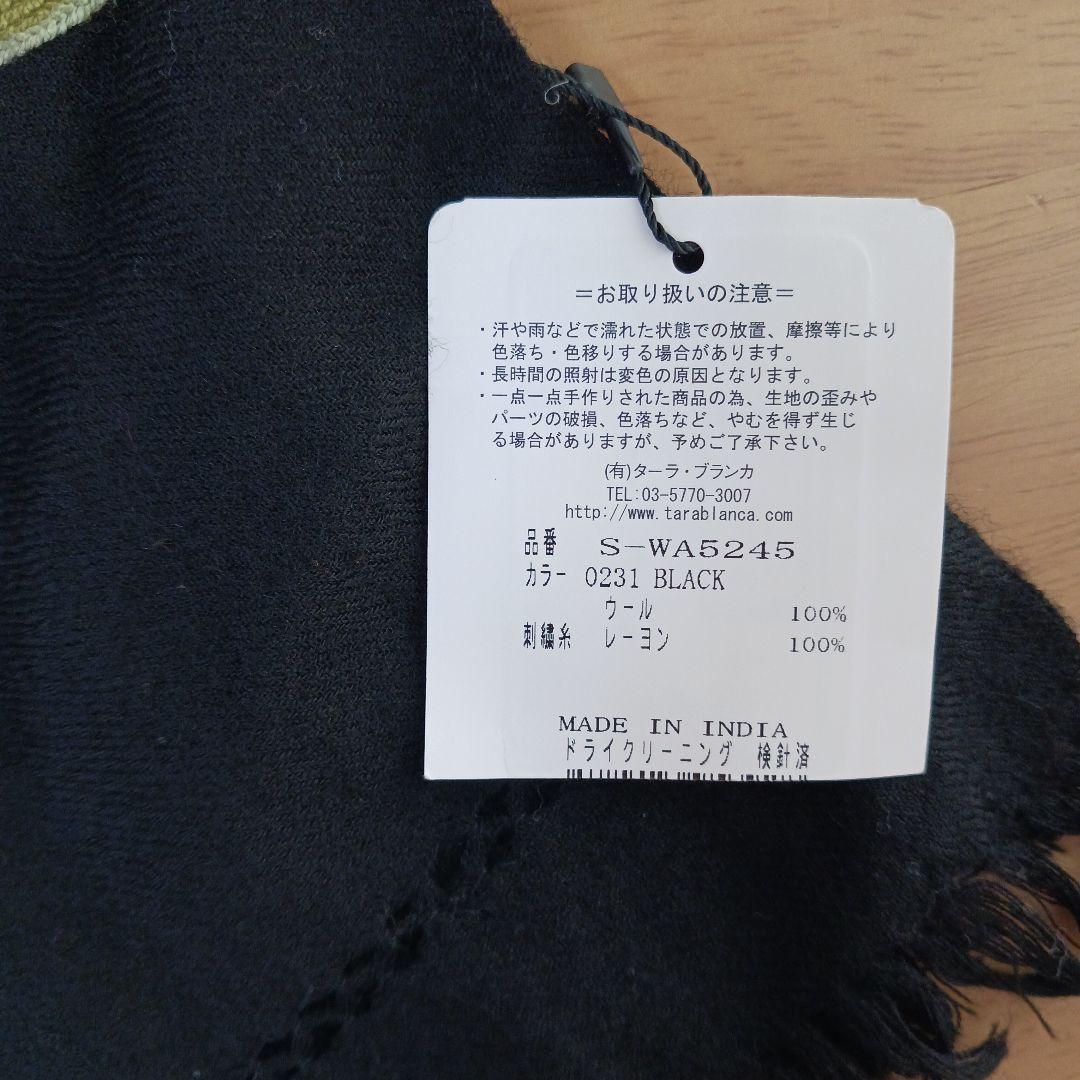 =お取り扱いの注意=
・汗や雨などで濡れた状態での放置、摩擦等により
色落ち・色移りする場合があります。
・長時間の照射は変色の原因となります。
・一点一点手作りされた商品の為、生地の歪みや
パーツの破損、色落ちなど、やむを得ず生じ
る場合がありますが、予めご了承下さい。
(有)ターラ・ブランカ
TEL:03-5770-3007
http://www.tarablanca.com
品番 S-WA5245
カラー 0231 BLACK
ウール 100%
刺繍糸 レーヨン 100%
MADE IN INDIA
ドライクリーニング 検針済